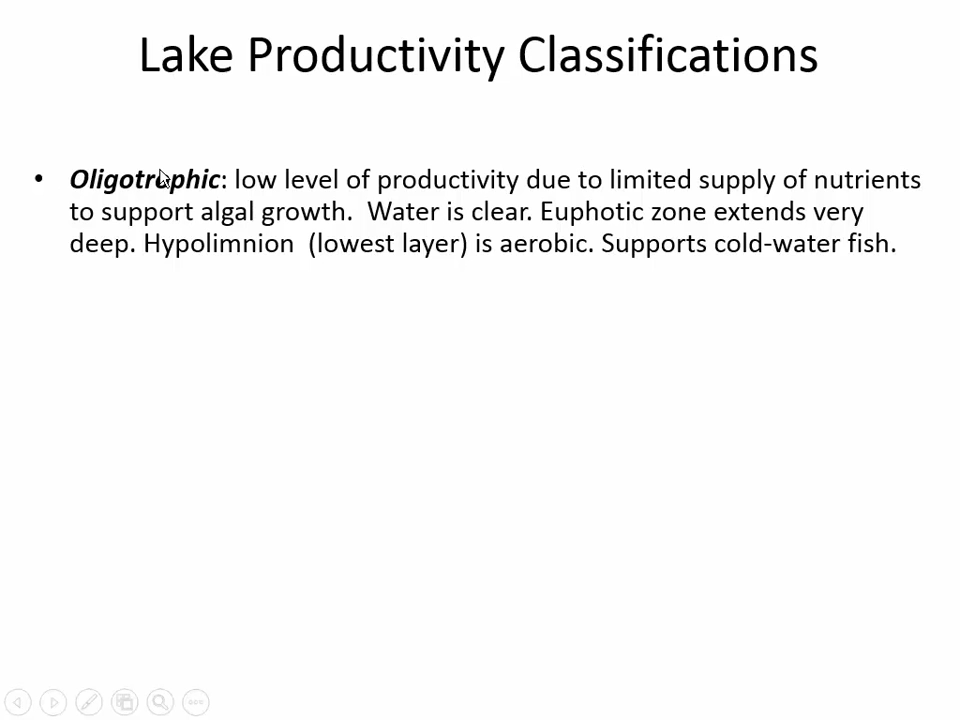 Lake Productivity Classifications
• Oligotrophic: low level of productivity due to limited supply of nutrients
to support algal growth.  Water is clear. Euphotic zone extends very
deep. Hypolimnion  (lowest layer) is aerobic. Supports cold-water fish.